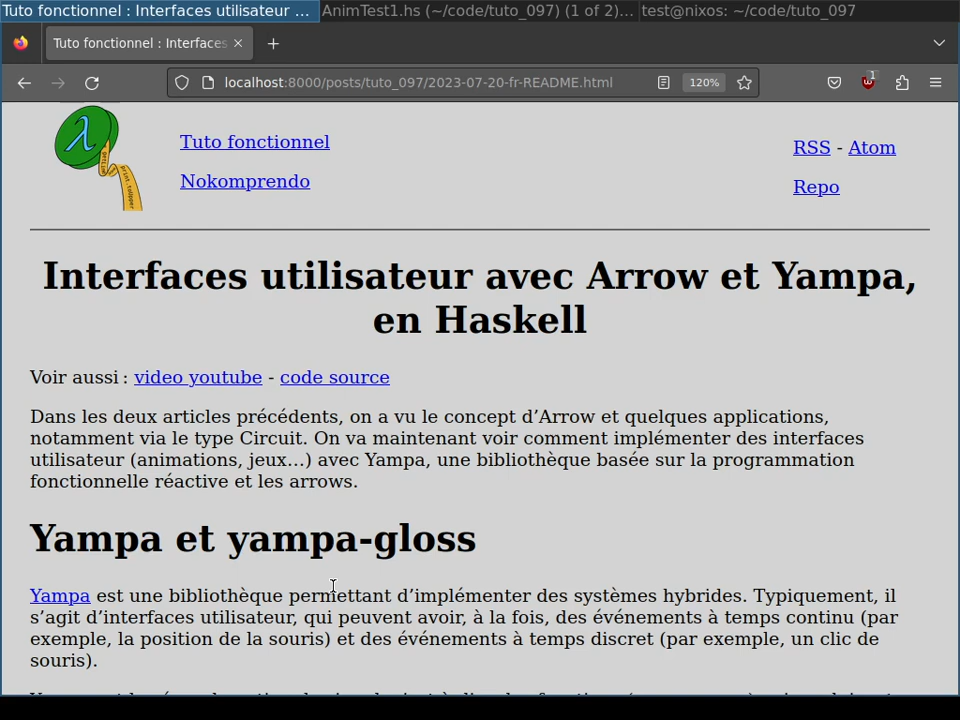 Tuto fonctionnel : Interfaces utilisateur ... AnimTest1.hs (~/code/tuto_097) (1 of 2)... test@nixos: ~/code/tuto_097
Tuto fonctionnel : Interfaces
localhost:8000/posts/tuto_097/2023-07-20-fr-README.html 120% 1
Tuto fonctionnel
RSS - Atom
Nokomprendo
Repo
Interfaces utilisateur avec Arrow et Yampa,
en Haskell
Voir aussi : video youtube - code source
Dans les deux articles précédents, on a vu le concept d’Arrow et quelques applications,
notamment via le type Circuit. On va maintenant voir comment implémenter des interfaces
utilisateur (animations, jeux…) avec Yampa, une bibliothèque basée sur la programmation
fonctionnelle réactive et les arrows.
Yampa et yampa-gloss
Yampa est une bibliothèque permettant d’implémenter des systèmes hybrides. Typiquement, il
s’agit d’interfaces utilisateur, qui peuvent avoir, à la fois, des événements à temps continu (par
exemple, la position de la souris) et des événements à temps discret (par exemple, un clic de
souris).